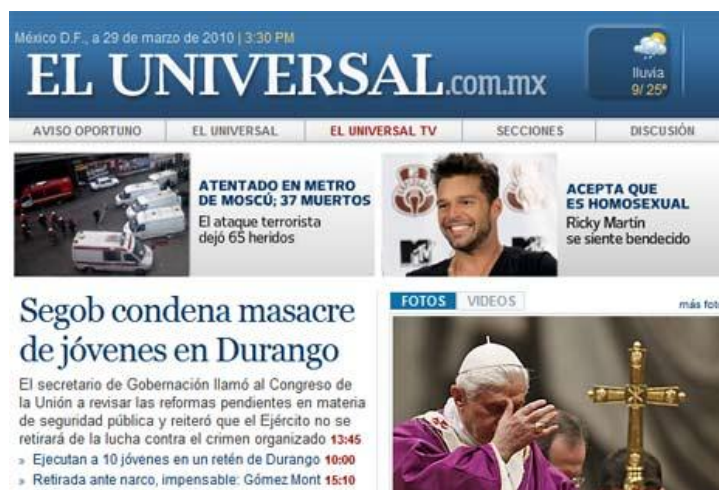 México D.F., a 29 de marzo de 2010 | 3:30 PM
EL UNIVERSAL.com.mx
lluvia
9/ 25°
AVISO OPORTUNO
EL UNIVERSAL
EL UNIVERSAL TV
SECCIONES
DISCUSIÓN
ATENTADO EN METRO
DE MOSCÚ; 37 MUERTOS
El ataque terrorista
dejó 65 heridos
MTV
ACEPTA QUE
ES HOMOSEXUAL
Ricky Martín
se siente bendecido
Segob condena masacre
de jóvenes en Durango
El secretario de Gobernación llamó al Congreso de
la Unión a revisar las reformas pendientes en materia
de seguridad pública y reiteró que el Ejército no se
retirará de la lucha contra el crimen organizado 13:45
» Ejecutan a 10 jóvenes en un retén de Durango 10:00
» Retirada ante narco, impensable: Gómez Mont 15:10
FOTOS
VIDEOS
más foto